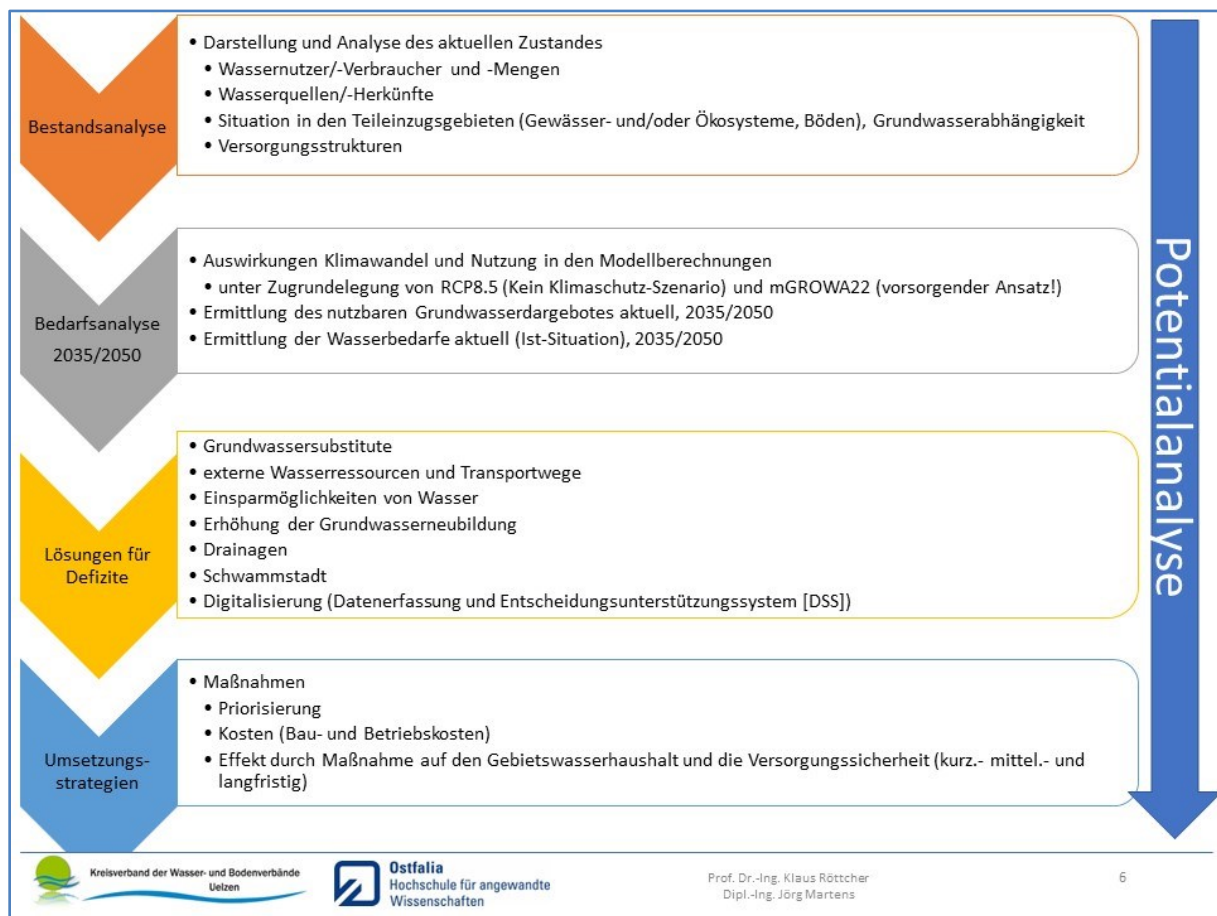 Bestandsanalyse
• Darstellung und Analyse des aktuellen Zustandes
• Wassernutzer/-Verbraucher und -Mengen
• Wasserquellen/-Herkünfte
• Situation in den Teileinzugsgebieten (Gewässer- und/oder Ökosysteme, Böden), Grundwasserabhängigkeit
• Versorgungsstrukturen
Bedarfsanalyse
2035/2050
• Auswirkungen Klimawandel und Nutzung in den Modellberechnungen
• unter Zugrundelegung von RCP8.5 (Kein Klimaschutz-Szenario) und mGROWA22 (vorsorgender Ansatz!)
• Ermittlung des nutzbaren Grundwasserdargebotes aktuell, 2035/2050
• Ermittlung der Wasserbedarfe aktuell (Ist-Situation), 2035/2050
Lösungen für
Defizite
• Grundwassersubstitute
• externe Wasserressourcen und Transportwege
• Einsparmöglichkeiten von Wasser
• Erhöhung der Grundwasserneubildung
• Drainagen
• Schwammstadt
• Digitalisierung (Datenerfassung und Entscheidungsunterstützungssystem [DSS])
Umsetzungs-
strategien
• Maßnahmen
• Priorisierung
• Kosten (Bau- und Betriebskosten)
• Effekt durch Maßnahme auf den Gebietswasserhaushalt und die Versorgungssicherheit (kurz.- mittel.- und
langfristig)
Potentialanalyse
Kreisverband der Wasser- und Bodenverbände
Uelzen
Ostfalia
Hochschule für angewandte
Wissenschaften
Prof. Dr.-Ing. Klaus Röttcher
Dipl.-Ing. Jörg Martens
6